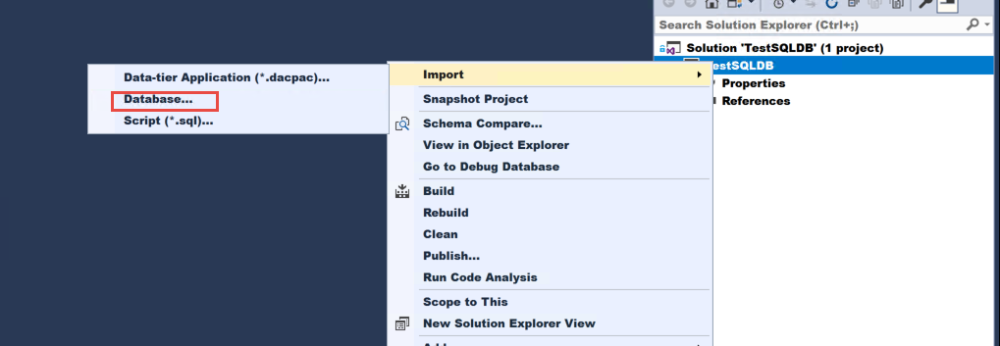 Search Solution Explorer (Ctrl+;)
Solution 'TestSQLDB' (1 project)
estSQLDB
Properties
References
Import
Snapshot Project
Schema Compare...
View in Object Explorer
Go to Debug Database
Build
Rebuild
Clean
Publish...
Run Code Analysis
Scope to This
New Solution Explorer View
Data-tier Application (*.dacpac)...
Database...
Script (*.sql)...